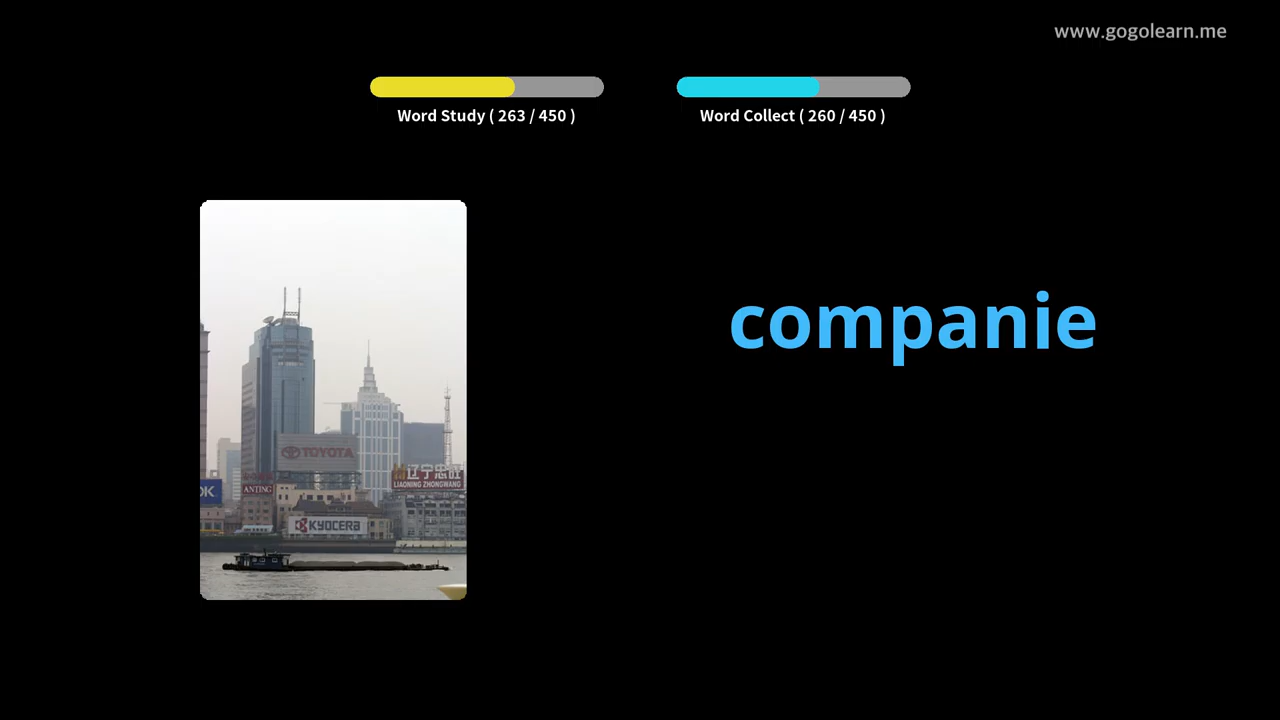 www.gogolearn.me
Word Study ( 263 / 450 )
Word Collect ( 260 / 450 )
companie
TOYOTA
辽宁忠旺
LIAONING ZHONGWANG
ANTING
OK
KYOCERA